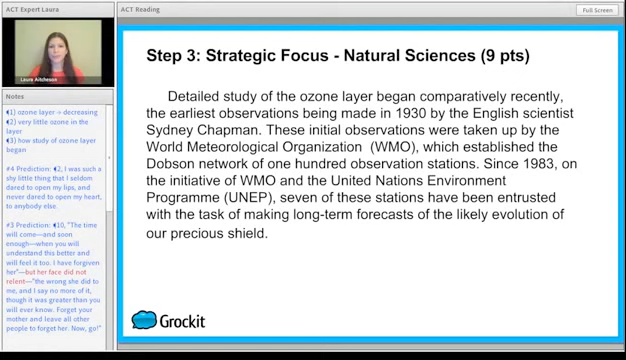 ACT Expert Laura
ACT Reading
Full Screen
Laura Aitcheson
Notes
¶1) ozone layer → decreasing
¶2) very little ozone in the
layer
¶3) how study of ozone layer
began
#4 Prediction: ¶2, I was such a
shy little thing that I seldom
dared to open my lips, and
never dared to open my heart,
to anybody else.
#3 Prediction: ¶10, "The time
will come—and soon
enough—when you will
understand this better and
will feel it too. I have forgiven
her"—but her face did not
relent—"the wrong she did to
me, and I say no more of it,
though it was greater than you
will ever know. Forget your
mother and leave all other
people to forget her. Now, go!"
Step 3: Strategic Focus - Natural Sciences (9 pts)
Detailed study of the ozone layer began comparatively recently,
the earliest observations being made in 1930 by the English scientist
Sydney Chapman. These initial observations were taken up by the
World Meteorological Organization (WMO), which established the
Dobson network of one hundred observation stations. Since 1983, on
the initiative of WMO and the United Nations Environment
Programme (UNEP), seven of these stations have been entrusted
with the task of making long-term forecasts of the likely evolution of
our precious shield.
Grockit